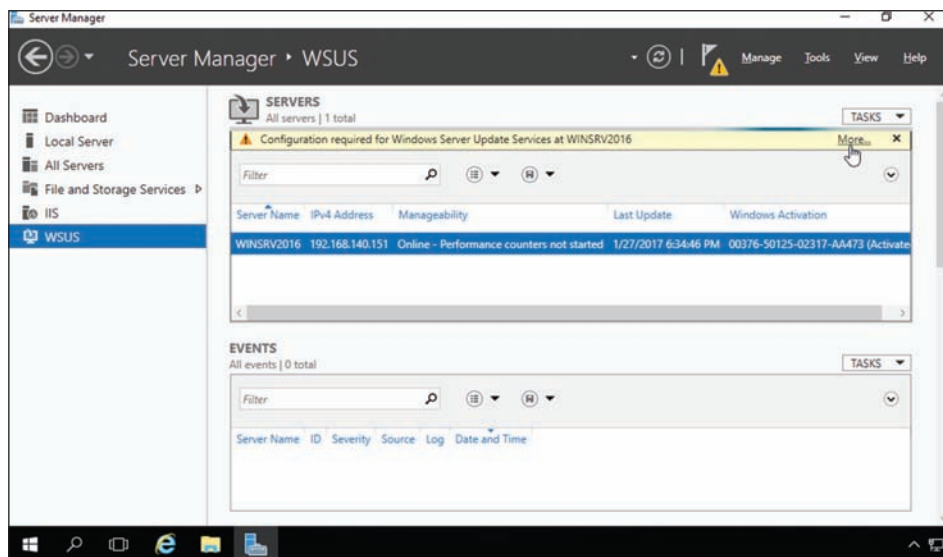 Server Manager
Server Manager ‣ WSUS
Manage Tools View Help
Dashboard
Local Server
All Servers
File and Storage Services
IIS
WSUS
SERVERS
All servers | 1 total
TASKS
Configuration required for Windows Server Update Services at WINSRV2016 More...
Filter
Server Name IPv4 Address Manageability Last Update Windows Activation
WINSRV2016 192.168.140.151 Online - Performance counters not started 1/27/2017 6:34:46 PM 00376-50125-02317-AA473 (Activate
EVENTS
All events | 0 total
TASKS
Filter
Server Name ID Severity Source Log Date and Time